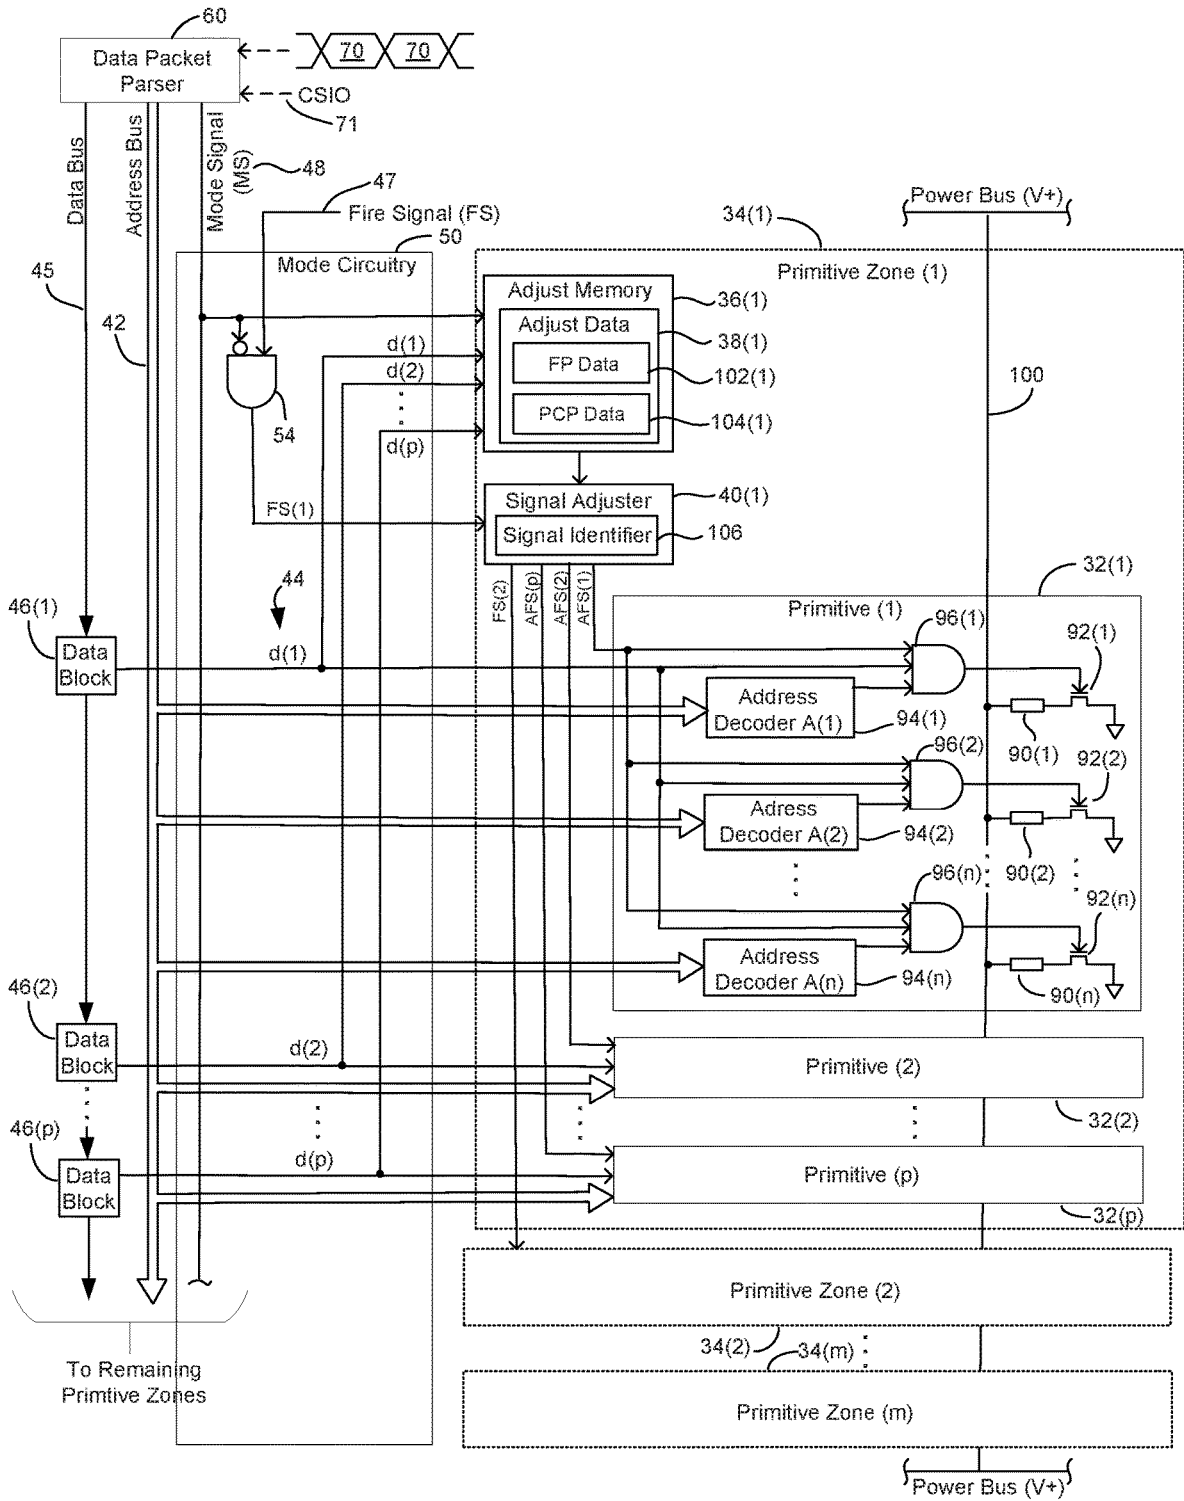 60
Data Packet
Parser
70
70
CSIO
71
Data Bus
Address Bus
Mode Signal
(MS)
48
47
Fire Signal (FS)
50
Mode Circuitry
34(1)
Power Bus (V+)
Primitive Zone (1)
45
42
Adjust Memory
36(1)
Adjust Data
38(1)
FP Data
102(1)
PCP Data
104(1)
d(1)
d(2)
d(p)
54
100
Signal Adjuster
40(1)
Signal Identifier
106
FS(1)
FS(2)
AFS(p)
AFS(2)
AFS(1)
44
32(1)
Primitive (1)
46(1)
Data
Block
d(1)
96(1)
92(1)
Address
Decoder A(1)
94(1)
90(1)
96(2)
92(2)
Adress
Decoder A(2)
94(2)
90(2)
96(n)
92(n)
Address
Decoder A(n)
94(n)
90(n)
46(2)
Data
Block
d(2)
Primitive (2)
32(2)
46(p)
Data
Block
d(p)
Primitive (p)
32(p)
Primitive Zone (2)
34(2)
34(m)
To Remaining
Primtive Zones
Primitive Zone (m)
Power Bus (V+)